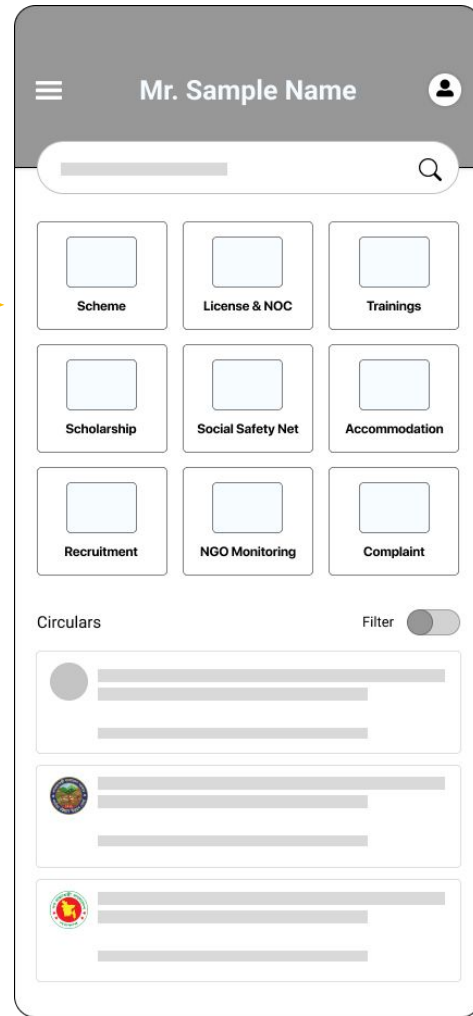 Mr. Sample Name
Scheme
License & NOC
Trainings
Scholarship
Social Safety Net
Accommodation
Recruitment
NGO Monitoring
Complaint
Circulars
Filter